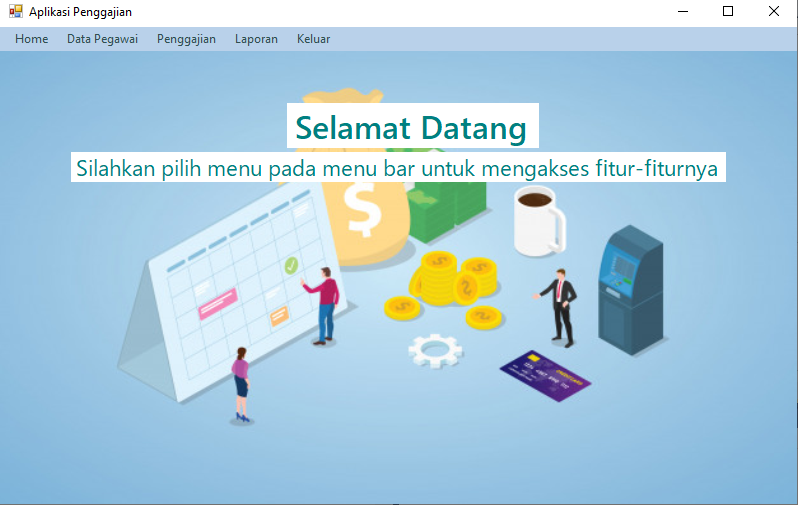 Aplikasi Penggajian
Home Data Pegawai Penggajian Laporan Keluar
Selamat Datang
Silahkan pilih menu pada menu bar untuk mengakses fitur-fiturnya
$